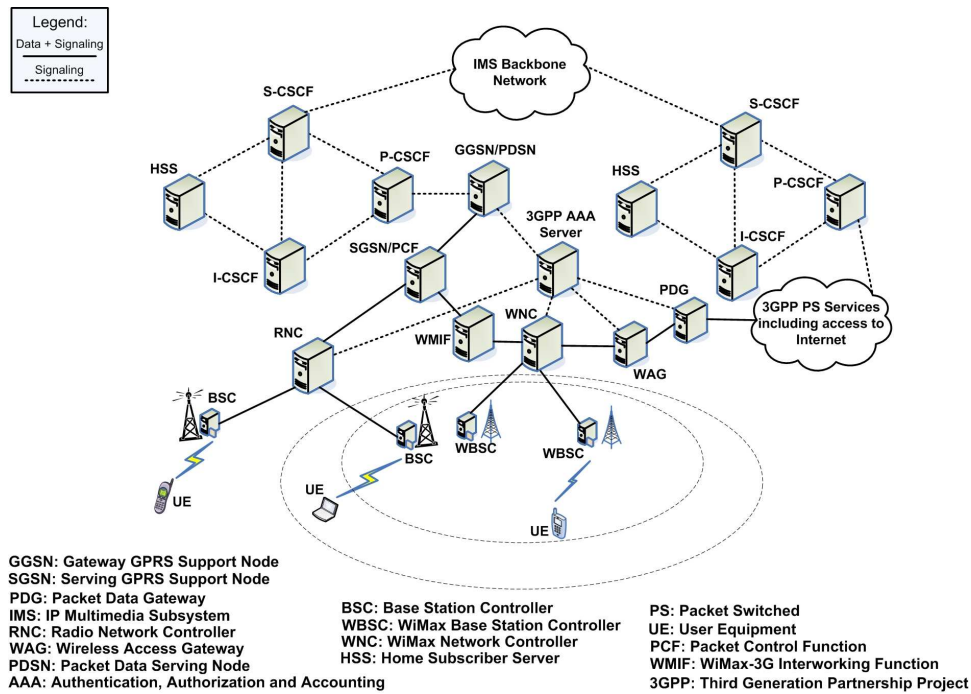 Legend:
Data + Signaling
Signaling
IMS Backbone
Network
S-CSCF
S-CSCF
HSS
P-CSCF
GGSN/PDSN
HSS
P-CSCF
3GPP AAA
Server
I-CSCF
SGSN/PCF
I-CSCF
PDG
3GPP PS Services
including access to
Internet
RNC
WMIF
WNC
WAG
BSC
BSC
WBSC
WBSC
UE
UE
UE
GGSN: Gateway GPRS Support Node
SGSN: Serving GPRS Support Node
PDG: Packet Data Gateway
IMS: IP Multimedia Subsystem
RNC: Radio Network Controller
WAG: Wireless Access Gateway
PDSN: Packet Data Serving Node
AAA: Authentication, Authorization and Accounting
BSC: Base Station Controller
WBSC: WiMax Base Station Controller
WNC: WiMax Network Controller
HSS: Home Subscriber Server
PS: Packet Switched
UE: User Equipment
PCF: Packet Control Function
WMIF: WiMax-3G Interworking Function
3GPP: Third Generation Partnership Project